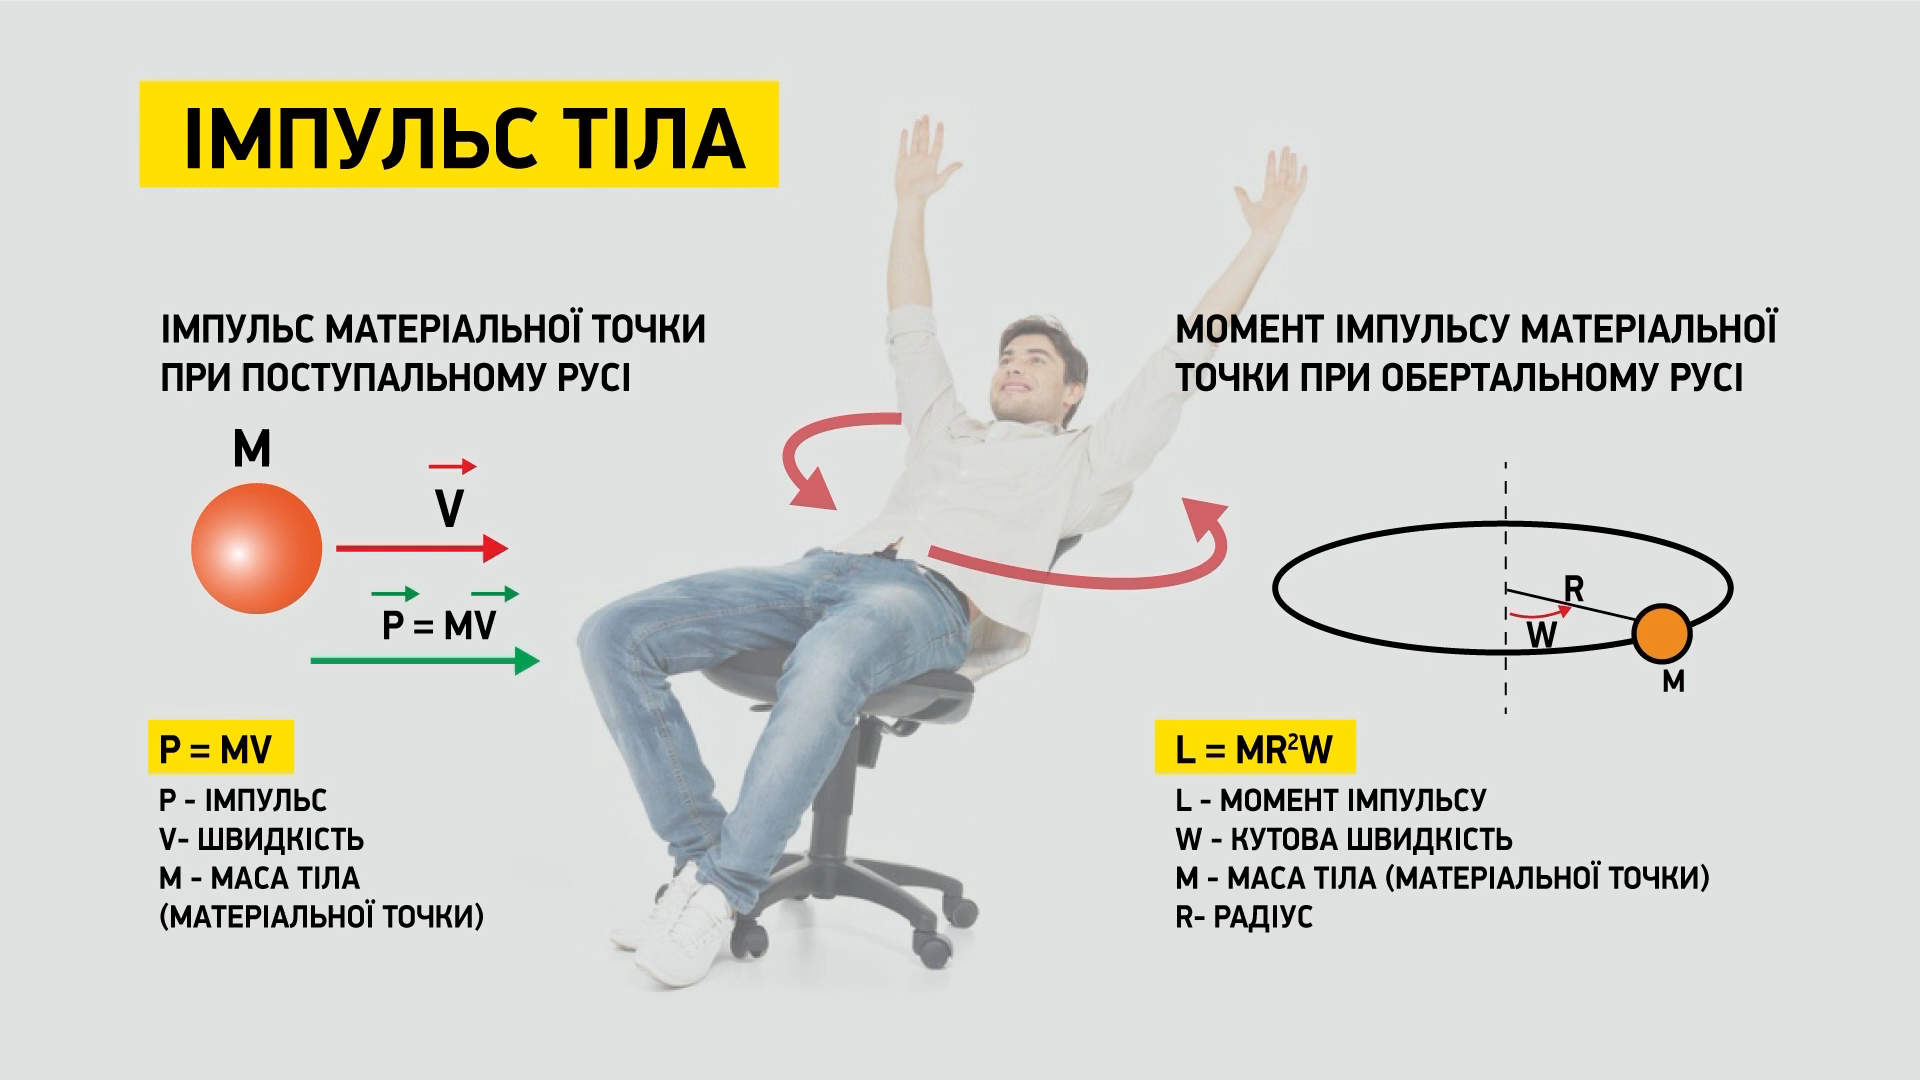 ІМПУЛЬС ТІЛА
ІМПУЛЬС МАТЕРІАЛЬНОЇ ТОЧКИ
ПРИ ПОСТУПАЛЬНОМУ РУСІ
M
V
P = MV
P = MV
P - ІМПУЛЬС
V- ШВИДКІСТЬ
М - МАСА ТІЛА
(МАТЕРІАЛЬНОЇ ТОЧКИ)
МОМЕНТ ІМПУЛЬСУ МАТЕРІАЛЬНОЇ
ТОЧКИ ПРИ ОБЕРТАЛЬНОМУ РУСІ
R
W
M
L = MR²W
L - МОМЕНТ ІМПУЛЬСУ
W - КУТОВА ШВИДКІСТЬ
М - МАСА ТІЛА (МАТЕРІАЛЬНОЇ ТОЧКИ)
R- РАДІУС